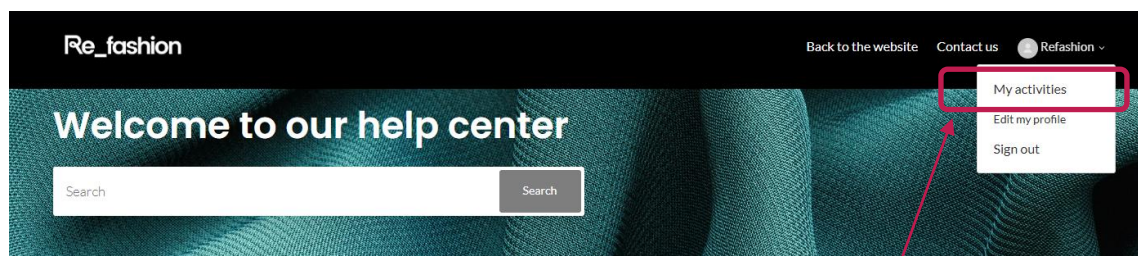 Re_fashion
Back to the website Contact us Refashion
My activities
Edit my profile
Sign out
Welcome to our help center
Search
Search